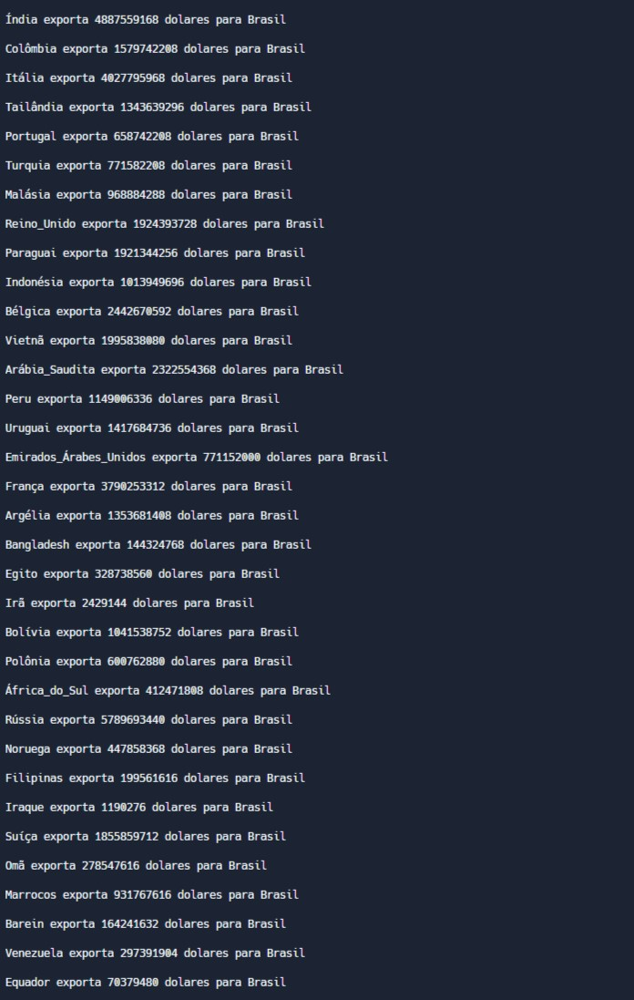 Índia exporta 4887559168 dolares para Brasil
Colômbia exporta 1579742208 dolares para Brasil
Itália exporta 4027795968 dolares para Brasil
Tailândia exporta 1343639296 dolares para Brasil
Portugal exporta 658742208 dolares para Brasil
Turquia exporta 771582208 dolares para Brasil
Malásia exporta 968884288 dolares para Brasil
Reino_Unido exporta 1924393728 dolares para Brasil
Paraguai exporta 1921344256 dolares para Brasil
Indonésia exporta 1013949696 dolares para Brasil
Bélgica exporta 2442670592 dolares para Brasil
Vietnã exporta 1995838080 dolares para Brasil
Arábia_Saudita exporta 2322554368 dolares para Brasil
Peru exporta 1149006336 dolares para Brasil
Uruguai exporta 1417684736 dolares para Brasil
Emirados_Árabes_Unidos exporta 771152000 dolares para Brasil
França exporta 3790253312 dolares para Brasil
Argélia exporta 1353681408 dolares para Brasil
Bangladesh exporta 144324768 dolares para Brasil
Egito exporta 328738560 dolares para Brasil
Irã exporta 2429144 dolares para Brasil
Bolívia exporta 1041538752 dolares para Brasil
Polônia exporta 600762880 dolares para Brasil
África_do_Sul exporta 412471808 dolares para Brasil
Rússia exporta 5789693440 dolares para Brasil
Noruega exporta 447858368 dolares para Brasil
Filipinas exporta 199561616 dolares para Brasil
Iraque exporta 1190276 dolares para Brasil
Suíça exporta 1855859712 dolares para Brasil
Omã exporta 278547616 dolares para Brasil
Marrocos exporta 931767616 dolares para Brasil
Barein exporta 164241632 dolares para Brasil
Venezuela exporta 297391904 dolares para Brasil
Equador exporta 70379480 dolares para Brasil